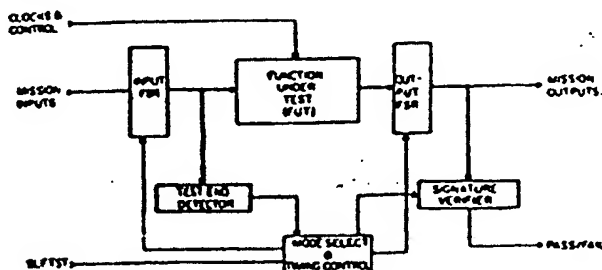 CLOCKS &
CONTROL
MISSION
INPUTS
INPUT
FSR
FUNCTION
UNDER
TEST
(FUT)
OUT-
PUT
FSR
MISSION
OUTPUTS
TEST END
DETECTOR
SIGNATURE
VERIFIER
MODE SELECT
&
TIMING CONTROL
SLFTST
PASS/FAIL